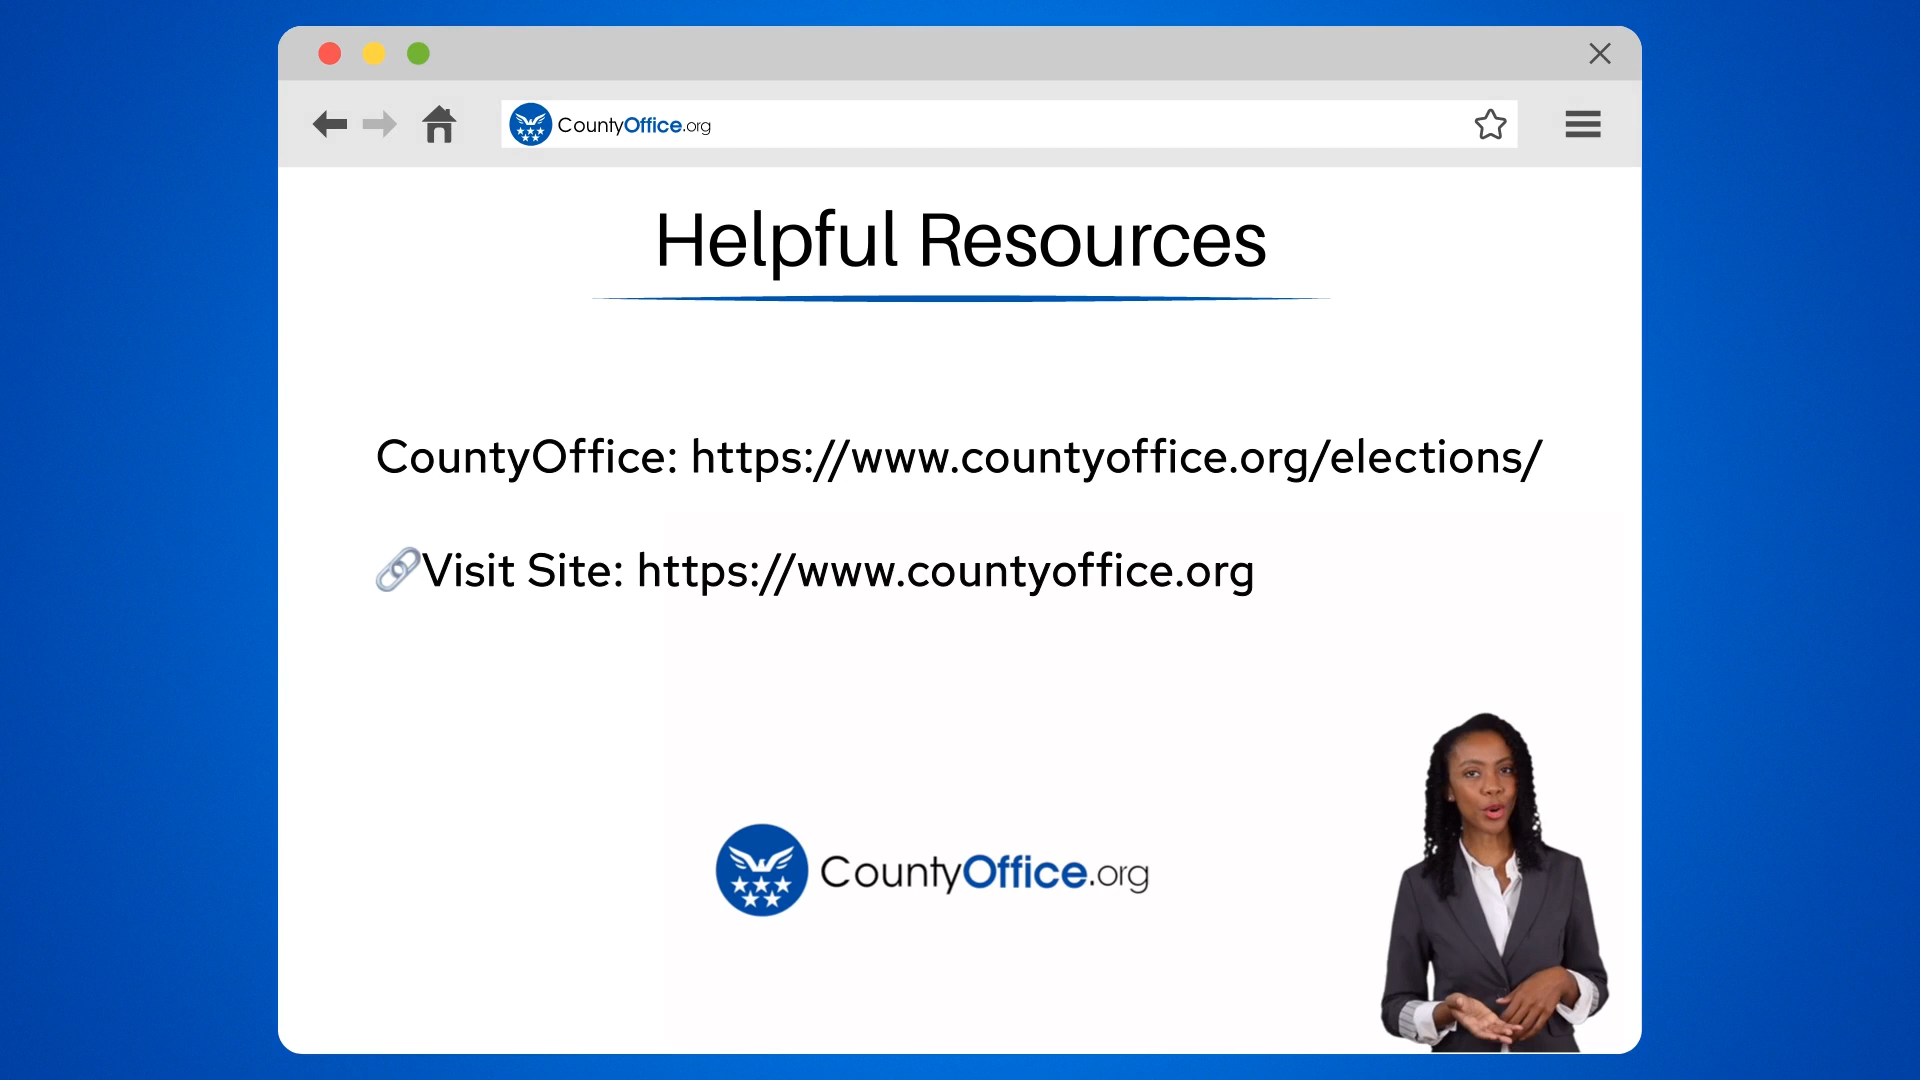 CountyOffice.org
Helpful Resources
CountyOffice: https://www.countyoffice.org/elections/
🔗Visit Site: https://www.countyoffice.org
CountyOffice.org